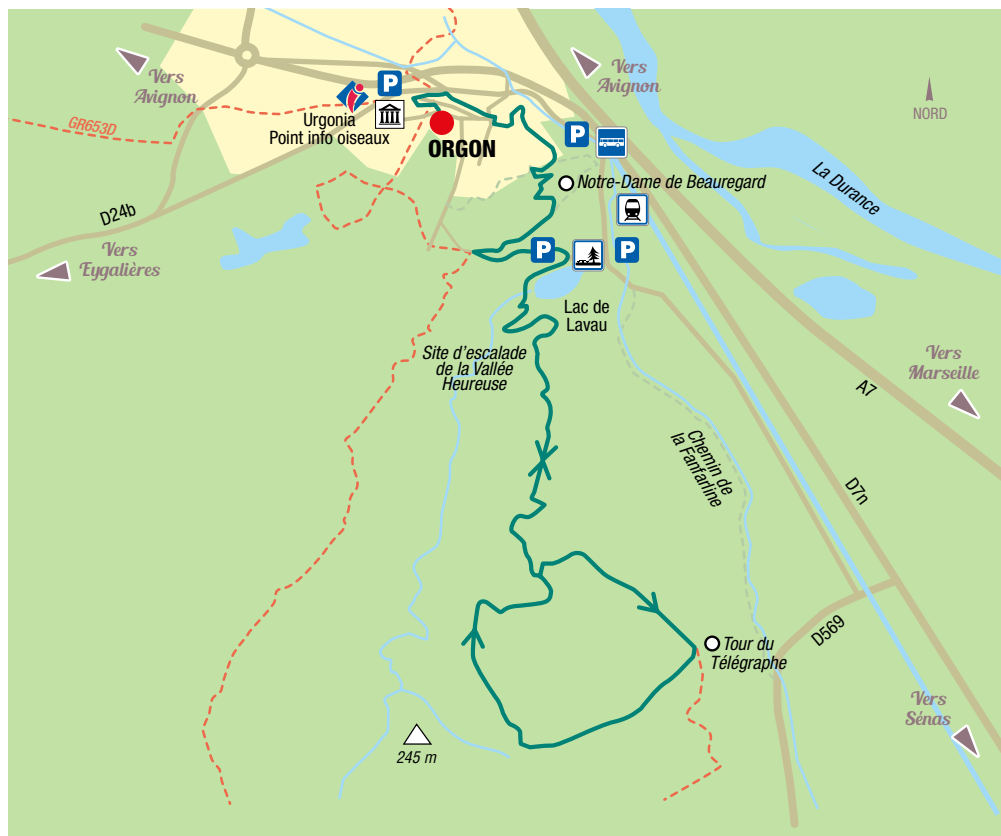 Vers
Avignon
Vers
Avignon
NORD
P
GR653D
Urgonia
Point info oiseaux
ORGON
P
La Durance
Notre-Dame de Beauregard
D24b
Vers
Eygalières
P
P
Lac de
Lavau
Site d'escalade
de la Vallée
Heureuse
Vers
Marseille
A7
Chemin de
la Fanfarline
D7n
D569
Tour du
Télégraphe
Vers
Sénas
245 m